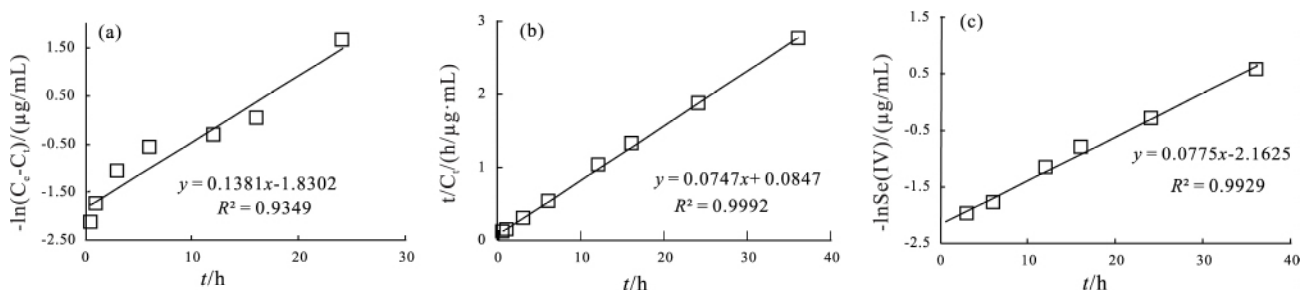 (a)
-ln(Cₑ-Cₜ)/(μg/mL)
1.50
0.50
-0.50
-1.50
-2.50
y = 0.1381x-1.8302
R² = 0.9349
0 10 20 30
t/h
(b)
t/Cₜ/(h/μg·mL)
3
2
1
0
y = 0.0747x+ 0.0847
R² = 0.9992
0 10 20 30 40
t/h
(c)
-lnSe(IV)/(μg/mL)
1.5
0.5
-0.5
-1.5
-2.5
y = 0.0775x-2.1625
R² = 0.9929
0 10 20 30 40
t/h